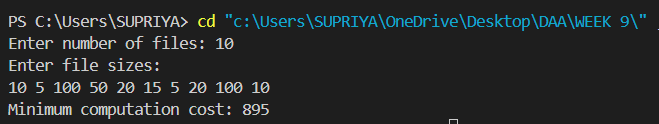 PS C:\Users\SUPRIYA> cd "c:\Users\SUPRIYA\OneDrive\Desktop\DAA\WEEK 9\"
Enter number of files: 10
Enter file sizes:
10 5 100 50 20 15 5 20 100 10
Minimum computation cost: 895